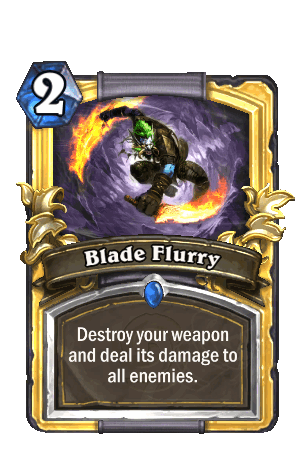 2
Blade Flurry
Destroy your weapon
and deal its damage to
all enemies.